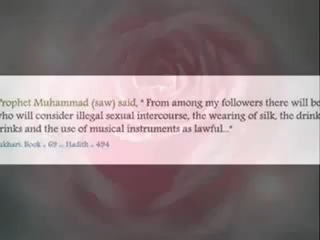 Prophet Muhammad (saw) said, " From among my followers there will be
who will consider illegal sexual intercourse, the wearing of silk, the drink
drinks and the use of musical instruments as lawful..."
ukhari. Book : 69 :: Hadith : 494